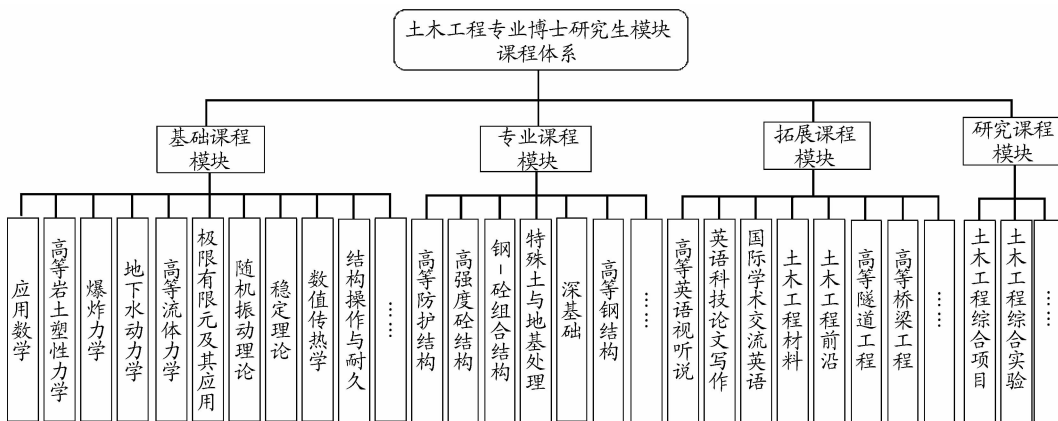 土木工程专业博士研究生模块
课程体系
基础课程
模块
专业课程
模块
拓展课程
模块
研究课程
模块
应用数学
高等岩土塑性力学
爆炸力学
地下水动力学
高等流体力学
极限有限元及其应用
随机振动理论
稳定理论
数值传热学
结构操作与耐久
……
高等防护结构
高强度砼结构
钢-砼组合结构
特殊土与地基处理
深基础
高等钢结构
……
高等英语视听说
英语科技论文写作
国际学术交流英语
土木工程材料
土木工程前沿
高等隧道工程
高等桥梁工程
……
土木工程综合项目
土木工程综合实验
……